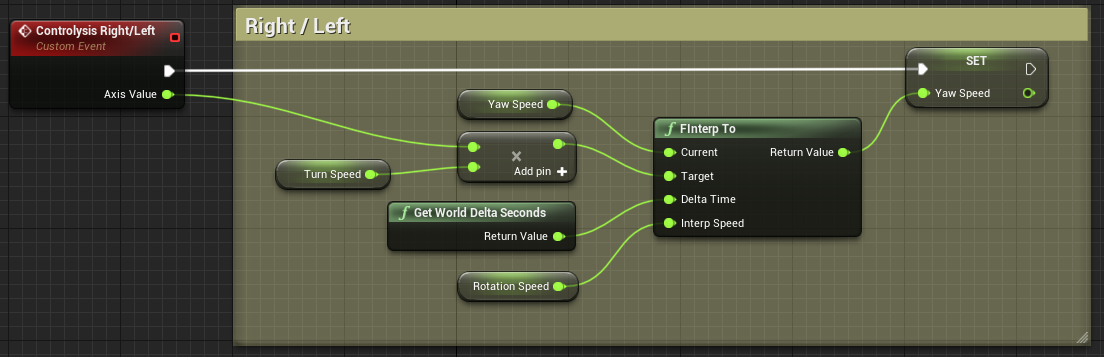 Controlysis Right/Left
Custom Event
Axis Value
Right / Left
SET
Yaw Speed
Yaw Speed
×
Add pin
Turn Speed
f FInterp To
Current
Return Value
Target
Delta Time
Interp Speed
f Get World Delta Seconds
Return Value
Rotation Speed